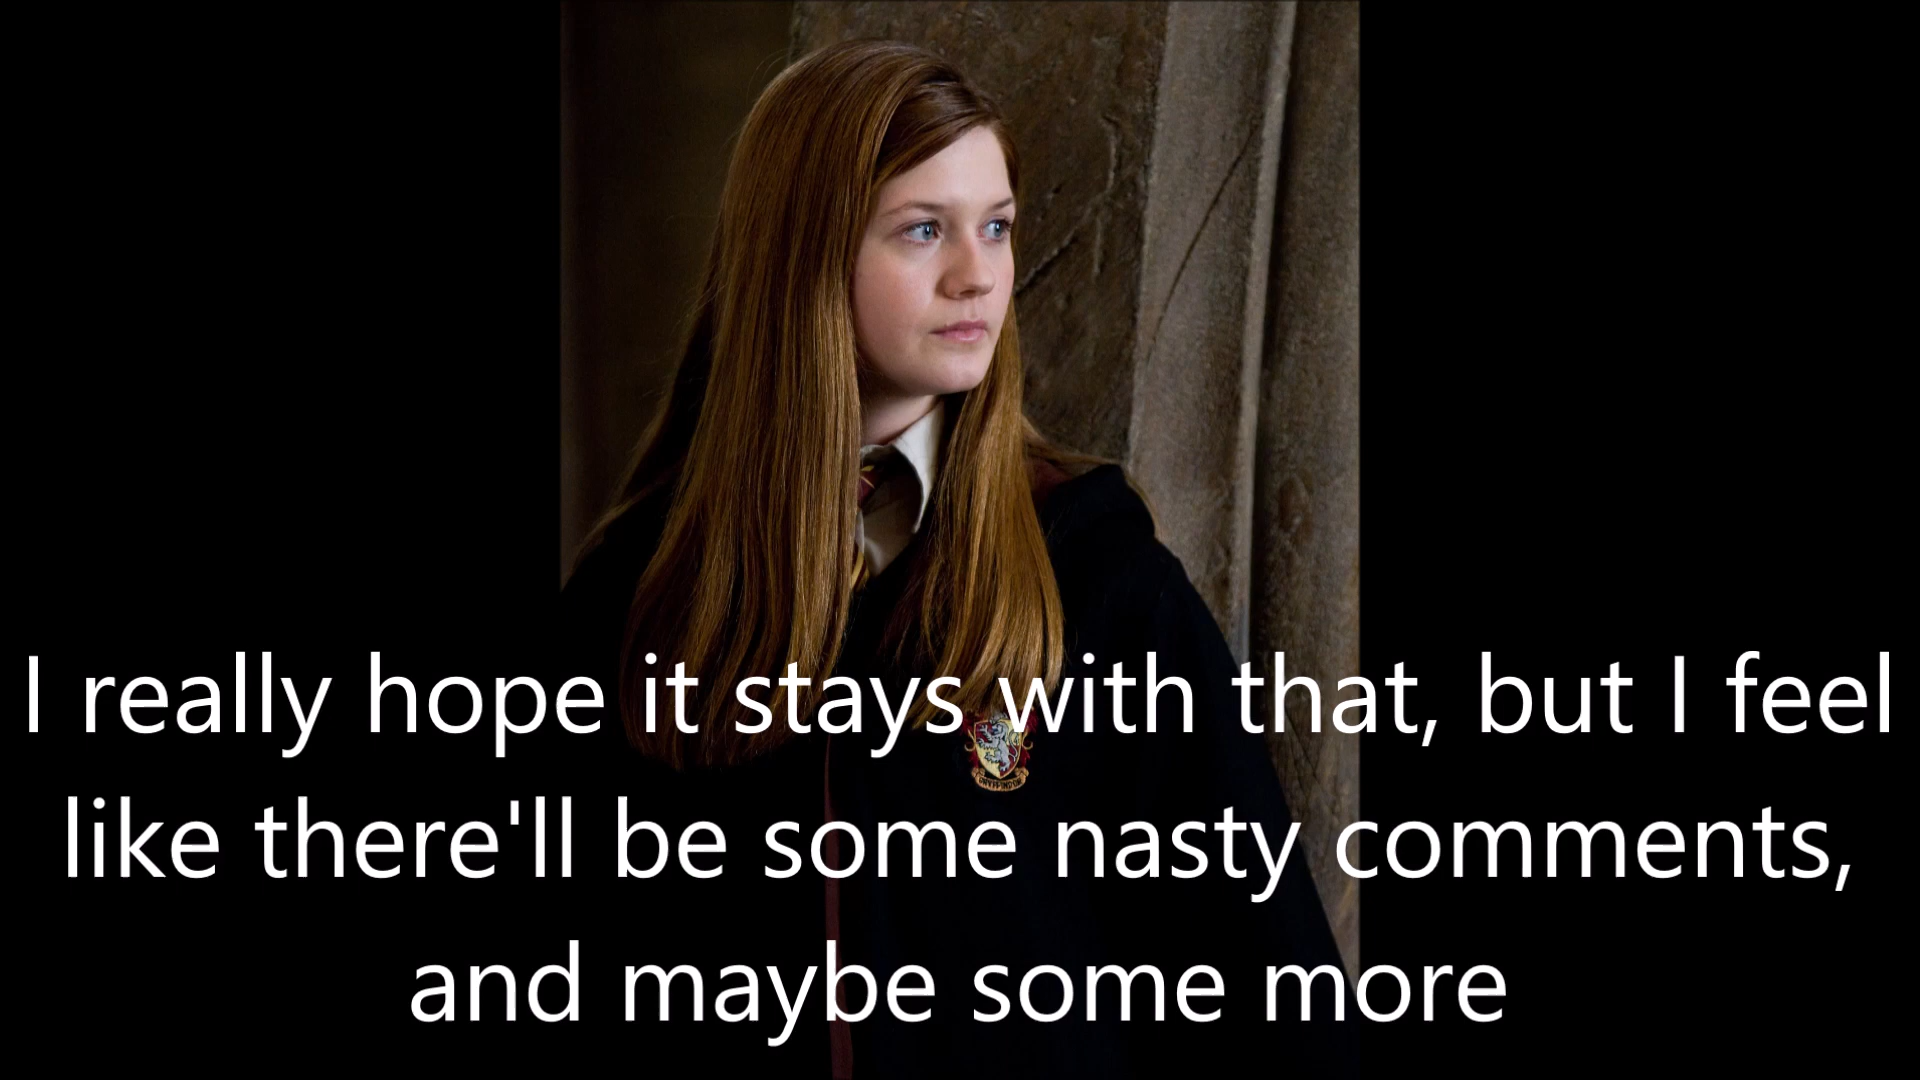 I really hope it stays with that, but I feel
like there'll be some nasty comments,
and maybe some more
GRYFFINDOR